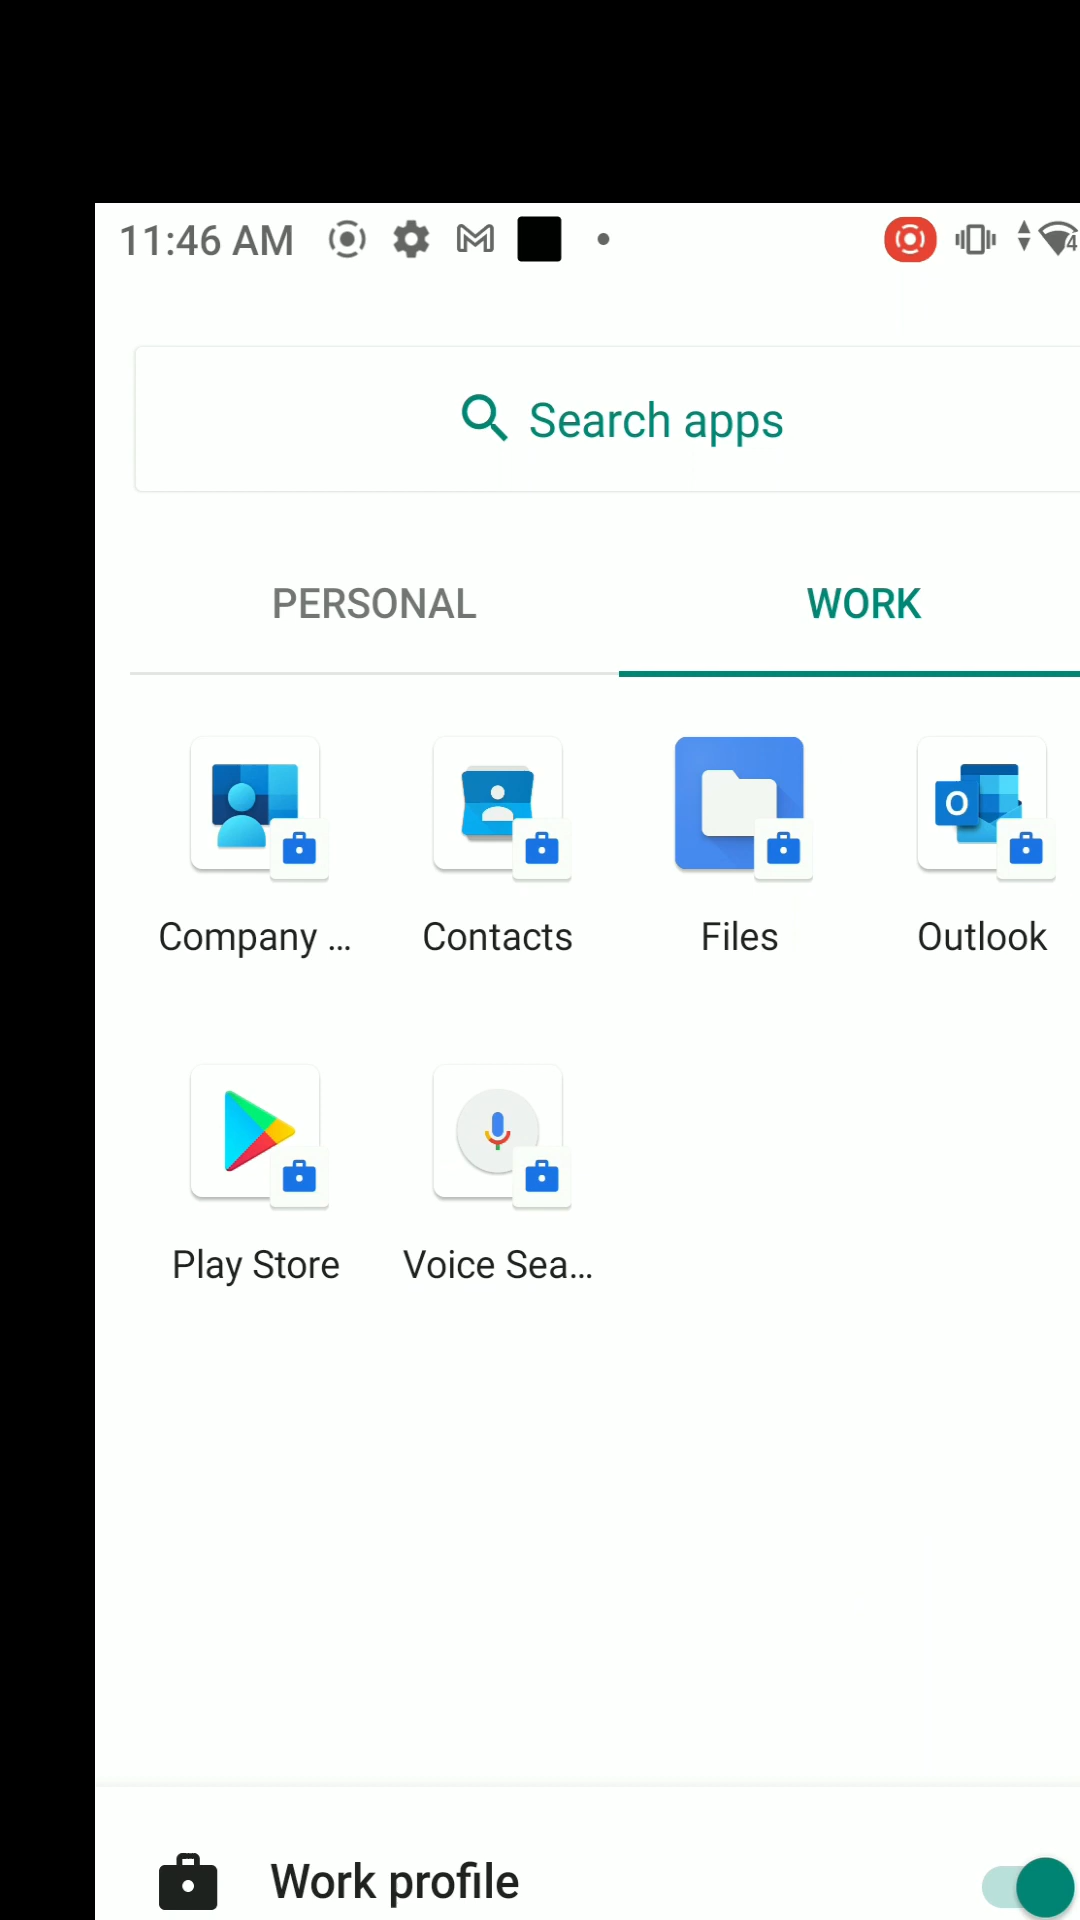 11:46 AM
Search apps
PERSONAL
WORK
Company ...
Contacts
Files
Outlook
Play Store
Voice Sea...
Work profile